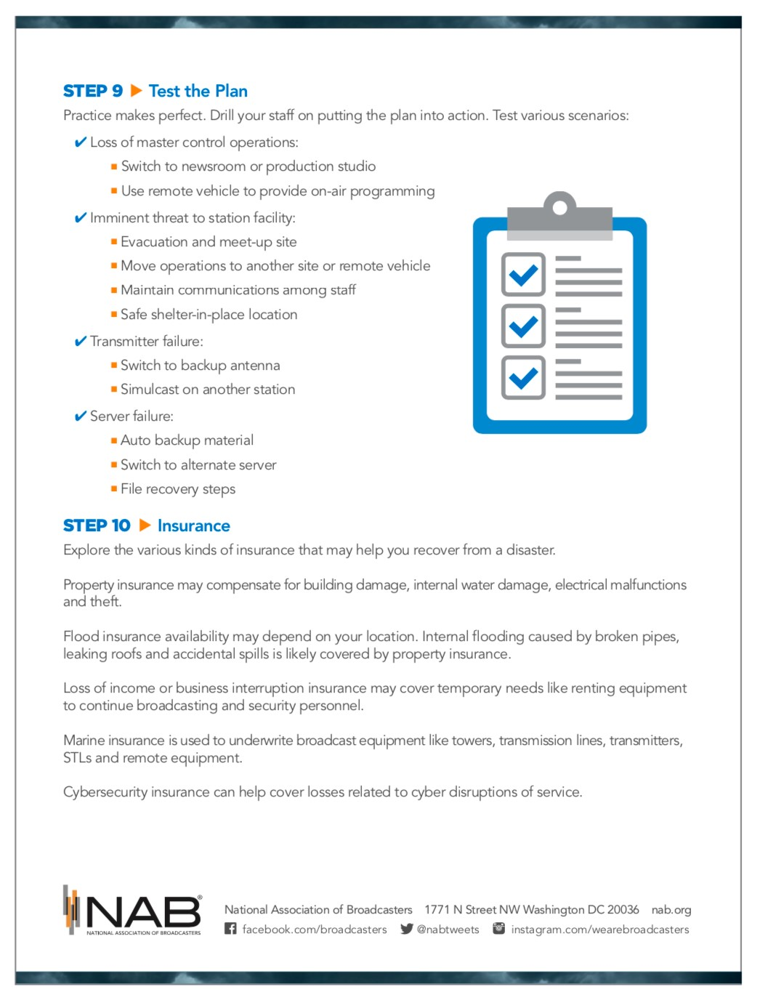 STEP 9 ▶ Test the Plan
Practice makes perfect. Drill your staff on putting the plan into action. Test various scenarios:
✔ Loss of master control operations:
■ Switch to newsroom or production studio
■ Use remote vehicle to provide on-air programming
✔ Imminent threat to station facility:
■ Evacuation and meet-up site
■ Move operations to another site or remote vehicle
■ Maintain communications among staff
■ Safe shelter-in-place location
✔ Transmitter failure:
■ Switch to backup antenna
■ Simulcast on another station
✔ Server failure:
■ Auto backup material
■ Switch to alternate server
■ File recovery steps
STEP 10 ▶ Insurance
Explore the various kinds of insurance that may help you recover from a disaster.
Property insurance may compensate for building damage, internal water damage, electrical malfunctions
and theft.
Flood insurance availability may depend on your location. Internal flooding caused by broken pipes,
leaking roofs and accidental spills is likely covered by property insurance.
Loss of income or business interruption insurance may cover temporary needs like renting equipment
to continue broadcasting and security personnel.
Marine insurance is used to underwrite broadcast equipment like towers, transmission lines, transmitters,
STLs and remote equipment.
Cybersecurity insurance can help cover losses related to cyber disruptions of service.
NAB®
NATIONAL ASSOCIATION OF BROADCASTERS
National Association of Broadcasters 1771 N Street NW Washington DC 20036 nab.org
facebook.com/broadcasters @nabtweets instagram.com/wearebroadcasters